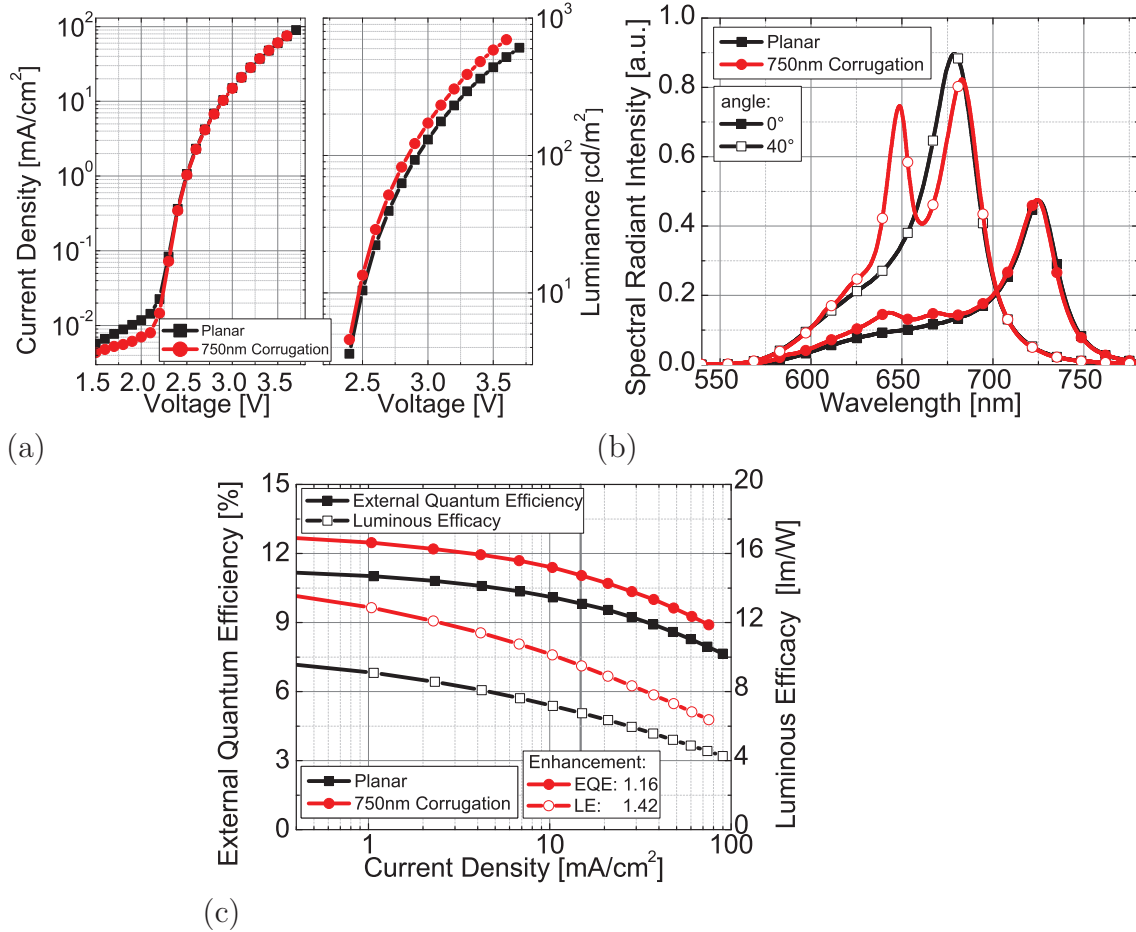 10²
10¹
10⁰
10⁻¹
10⁻²
1.5 2.0 2.5 3.0 3.5
Voltage [V]
Current Density [mA/cm²]
Planar
750nm Corrugation
2.5 3.0 3.5
Voltage [V]
10³
10²
10¹
Luminance [cd/m²]
(a)
1.0
0.8
0.6
0.4
0.2
0.0
Spectral Radiant Intensity [a.u.]
Planar
750nm Corrugation
angle:
0°
40°
550 600 650 700 750
Wavelength [nm]
(b)
15
12
9
6
3
0
External Quantum Efficiency [%]
External Quantum Efficiency
Luminous Efficacy
Planar
750nm Corrugation
Enhancement:
EQE: 1.16
LE: 1.42
20
16
12
8
4
0
Luminous Efficacy [lm/W]
1 10 100
Current Density [mA/cm²]
(c)